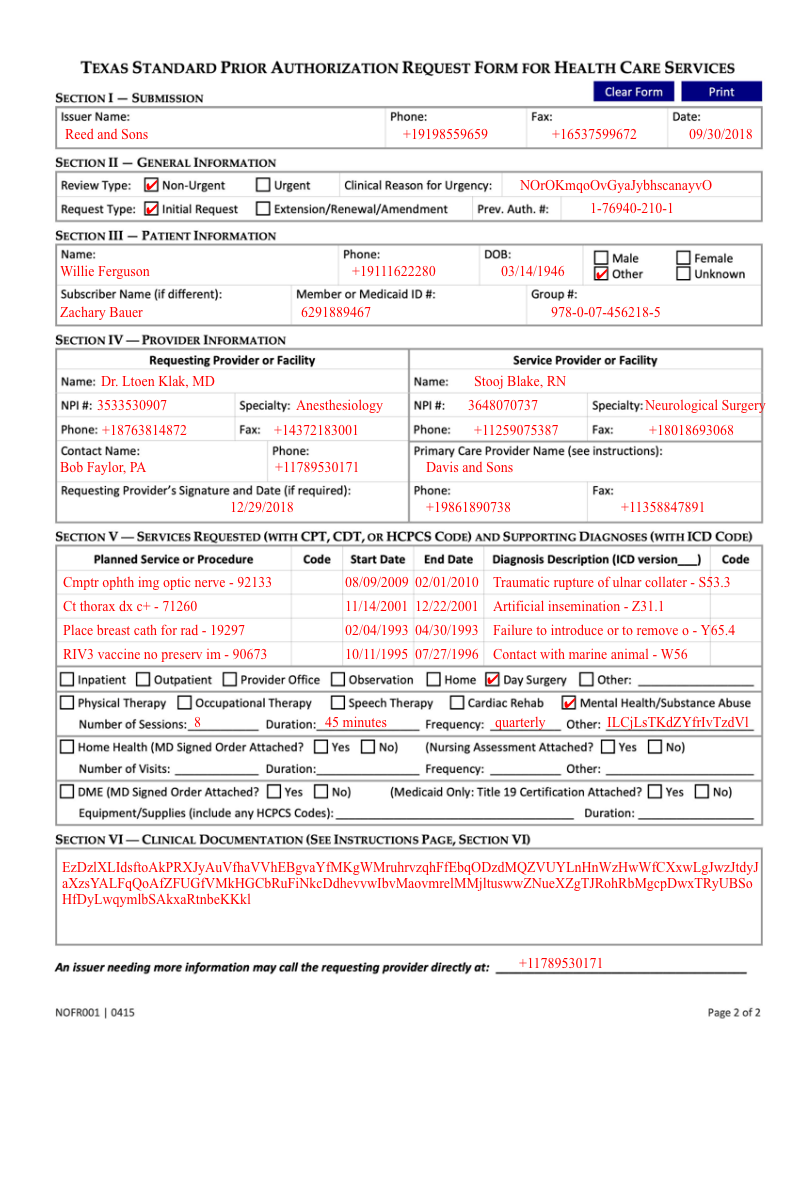 TEXAS STANDARD PRIOR AUTHORIZATION REQUEST FORM FOR HEALTH CARE SERVICES
Clear Form Print
SECTION I — SUBMISSION
Issuer Name: Phone: Fax: Date:
Reed and Sons +19198559659 +16537599672 09/30/2018
SECTION II — GENERAL INFORMATION
Review Type: Non-Urgent Urgent Clinical Reason for Urgency: NOrOKmqoOvGyaJybhscanayvO
Request Type: Initial Request Extension/Renewal/Amendment Prev. Auth. #: 1-76940-210-1
SECTION III — PATIENT INFORMATION
Name: Phone: DOB: Male Female
Willie Ferguson +19111622280 03/14/1946 Other Unknown
Subscriber Name (if different): Member or Medicaid ID #: Group #:
Zachary Bauer 6291889467 978-0-07-456218-5
SECTION IV — PROVIDER INFORMATION
Requesting Provider or Facility Service Provider or Facility
Name: Dr. Ltoen Klak, MD Name: Stooj Blake, RN
NPI #: 3533530907 Specialty: Anesthesiology NPI #: 3648070737 Specialty: Neurological Surgery
Phone: +18763814872 Fax: +14372183001 Phone: +11259075387 Fax: +18018693068
Contact Name: Phone: Primary Care Provider Name (see instructions):
Bob Faylor, PA +11789530171 Davis and Sons
Requesting Provider's Signature and Date (if required): Phone: Fax:
12/29/2018 +19861890738 +11358847891
SECTION V — SERVICES REQUESTED (WITH CPT, CDT, OR HCPCS CODE) AND SUPPORTING DIAGNOSES (WITH ICD CODE)
Planned Service or Procedure Code Start Date End Date Diagnosis Description (ICD version___) Code
Cmptr ophth img optic nerve - 92133 08/09/2009 02/01/2010 Traumatic rupture of ulnar collater - S53.3
Ct thorax dx c+ - 71260 11/14/2001 12/22/2001 Artificial insemination - Z31.1
Place breast cath for rad - 19297 02/04/1993 04/30/1993 Failure to introduce or to remove o - Y65.4
RIV3 vaccine no preserv im - 90673 10/11/1995 07/27/1996 Contact with marine animal - W56
Inpatient Outpatient Provider Office Observation Home Day Surgery Other:
Physical Therapy Occupational Therapy Speech Therapy Cardiac Rehab Mental Health/Substance Abuse
Number of Sessions: 8 Duration: 45 minutes Frequency: quarterly Other: ILCjLsTKdZYfrIvTzdVl
Home Health (MD Signed Order Attached? Yes No) (Nursing Assessment Attached? Yes No)
Number of Visits: Duration: Frequency: Other:
DME (MD Signed Order Attached? Yes No) (Medicaid Only: Title 19 Certification Attached? Yes No)
Equipment/Supplies (include any HCPCS Codes): Duration:
SECTION VI — CLINICAL DOCUMENTATION (SEE INSTRUCTIONS PAGE, SECTION VI)
EzDzlXLIdsftoAkPRXJyAuVfhaVVhEBgvaYfMKgWMruhrvzqhFfEbqODzdMQZVUYLnHnWzHwWfCXxwLgJwzJtdyJ
aXzsYALFqQoAfZFUGfVMkHGCbRuFiNkcDdhevvwIbvMaovmrelMMjltuswwZNueXZgTJRohRbMgcpDwxTRyUBSo
HfDyLwqymlbSAkxaRtnbeKKkl
An issuer needing more information may call the requesting provider directly at: +11789530171
NOFR001 | 0415 Page 2 of 2